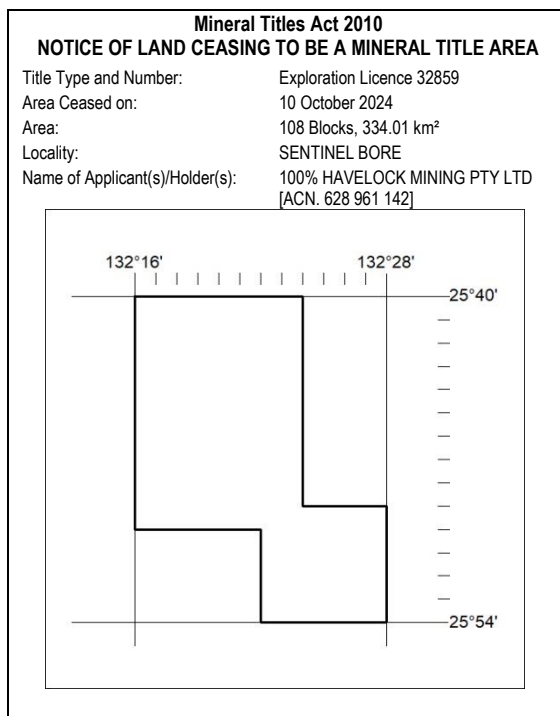 Mineral Titles Act 2010
NOTICE OF LAND CEASING TO BE A MINERAL TITLE AREA
Title Type and Number: Exploration Licence 32859
Area Ceased on: 10 October 2024
Area: 108 Blocks, 334.01 km²
Locality: SENTINEL BORE
Name of Applicant(s)/Holder(s): 100% HAVELOCK MINING PTY LTD
[ACN. 628 961 142]
132°16' 132°28'
25°40'
25°54'